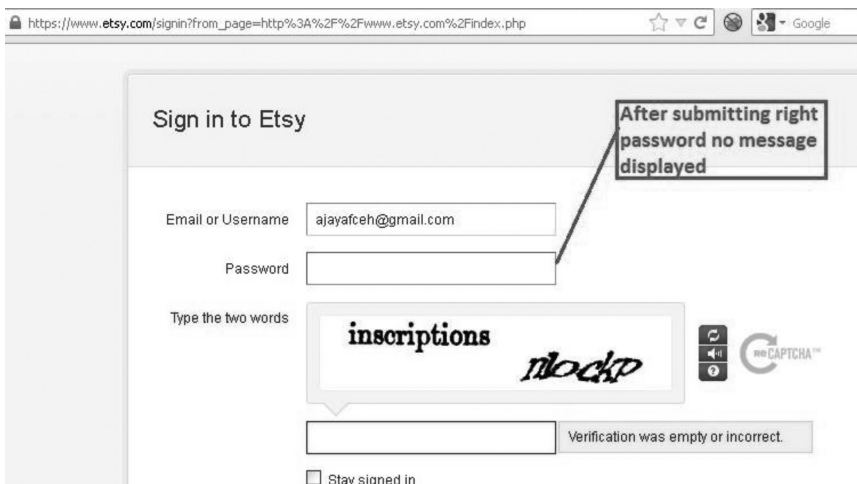 https://www.etsy.com/signin?from_page=http%3A%2F%2Fwww.etsy.com%2Findex.php
Google
Sign in to Etsy
After submitting right
password no message
displayed
Email or Username
ajayafceh@gmail.com
Password
Type the two words
inscriptions
nlockp
reCAPTCHA™
Verification was empty or incorrect.
Stay signed in